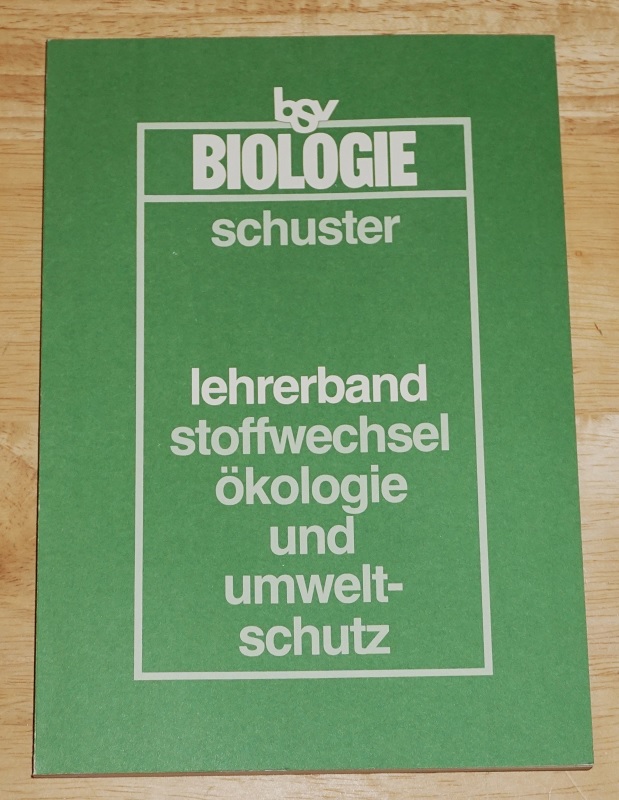 bsv
BIOLOGIE
schuster
lehrerband
stoffwechsel
ökologie
und
umwelt-
schutz